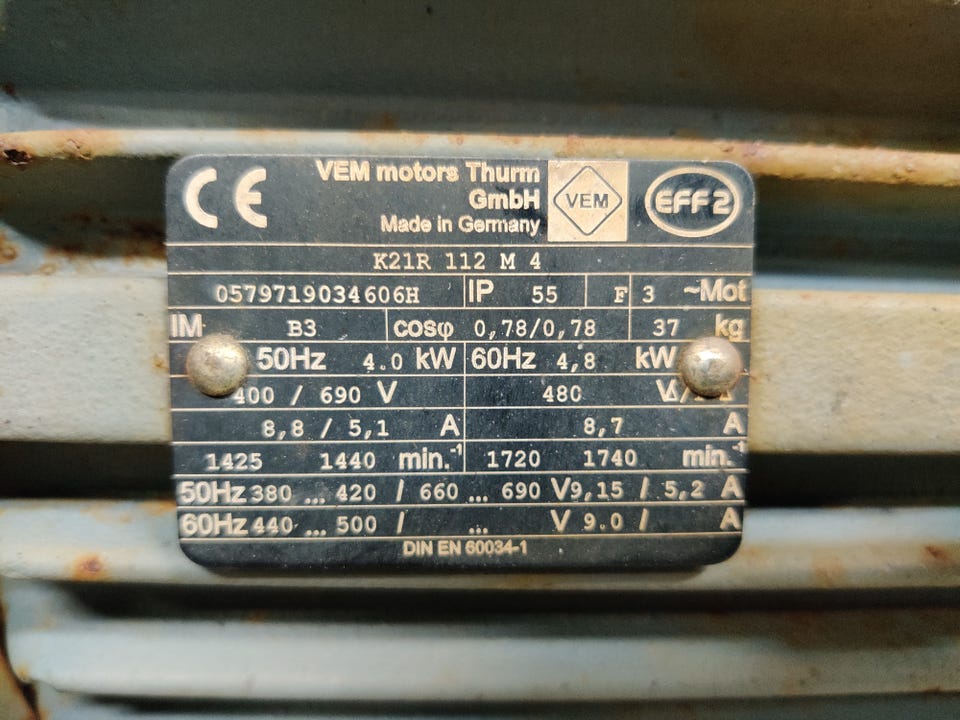 CE VEM motors Thurm
GmbH VEM EFF2
Made in Germany
K21R 112 M 4
0579719034606H IP 55 F 3 ~Mot
IM B3 cosφ 0,78/0,78 37 kg
50Hz 4.0 kW 60Hz 4,8 kW
400 / 690 V 480 V
8,8 / 5,1 A 8,7 A
1425 1440 min.-1 1720 1740 min.-1
50Hz 380 ... 420 / 660 ... 690 V 9,15 / 5,2 A
60Hz 440 ... 500 / ... V 9.0 / A
DIN EN 60034-1